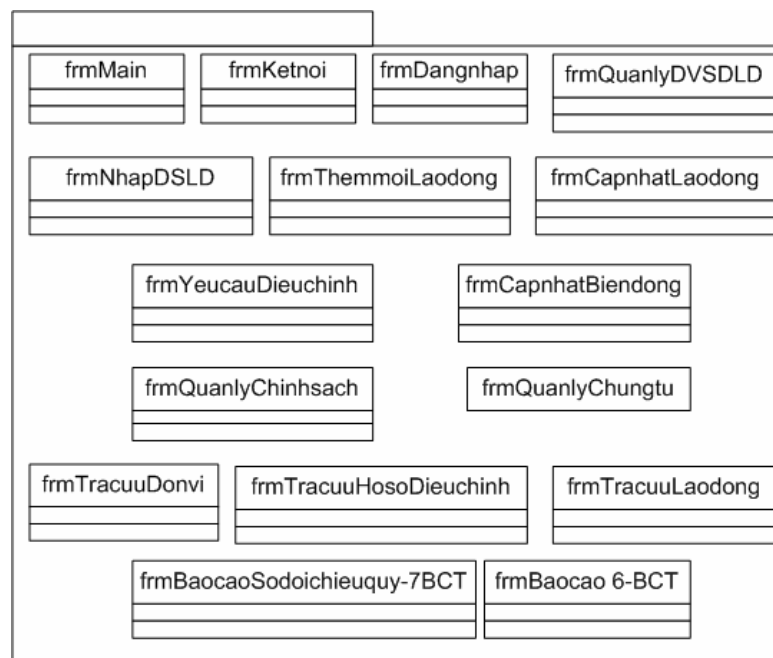 frmMain
frmKetnoi
frmDangnhap
frmQuanlyDVSDLD
frmNhapDSLD
frmThemmoiLaodong
frmCapnhatLaodong
frmYeucauDieuchinh
frmCapnhatBiendong
frmQuanlyChinhsach
frmQuanlyChungtu
frmTracuuDonvi
frmTracuuHosoDieuchinh
frmTracuuLaodong
frmBaocaoSodoichieuquy-7BCT
frmBaocao 6-BCT